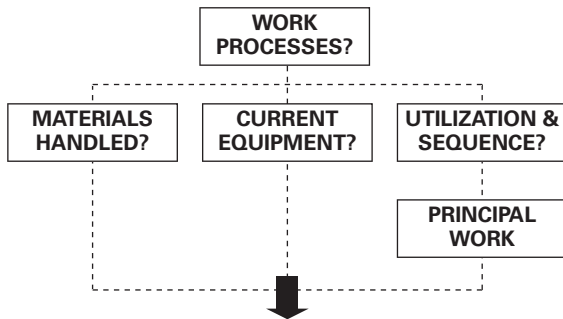 WORK
PROCESSES?
MATERIALS
HANDLED?
CURRENT
EQUIPMENT?
UTILIZATION &
SEQUENCE?
PRINCIPAL
WORK